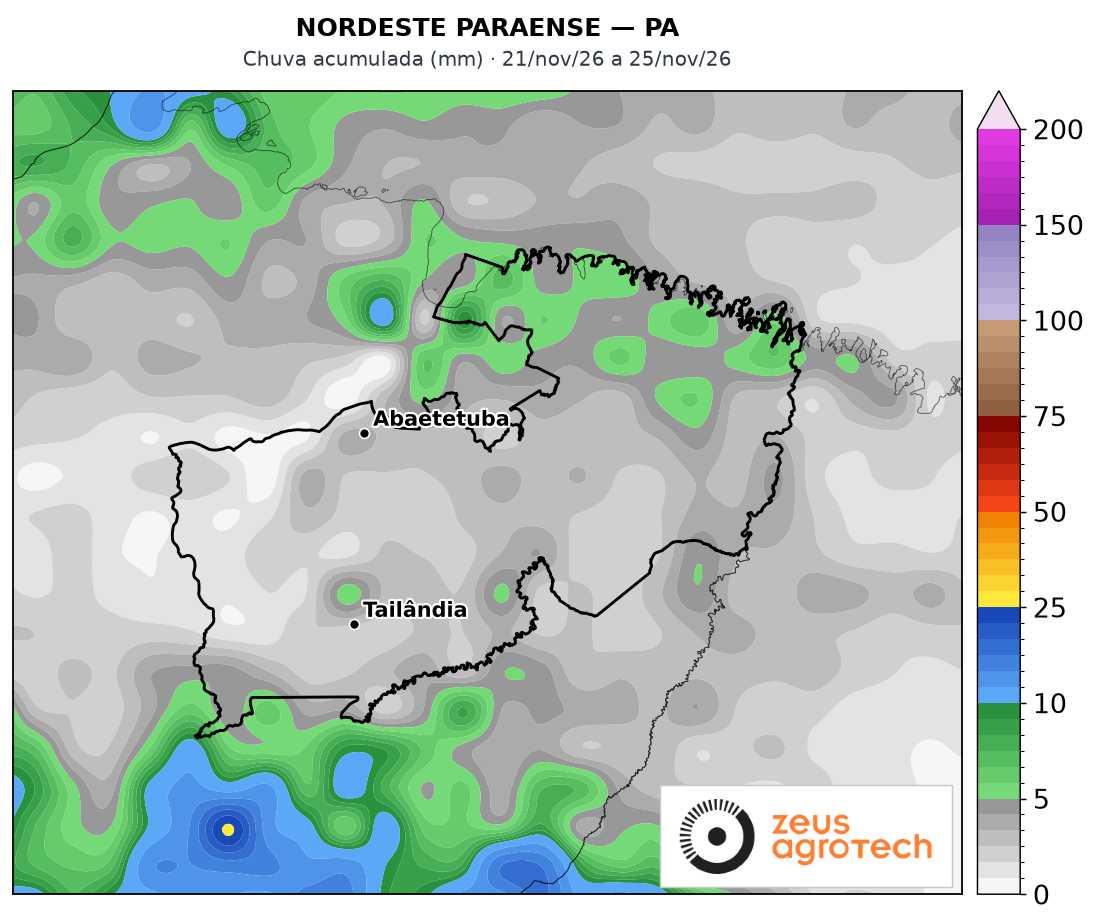 NORDESTE PARAENSE — PA
Chuva acumulada (mm) · 21/nov/26 a 25/nov/26
200
150
100
75
50
25
10
5
0
Abaetetuba
Tailândia
zeus
agroTech